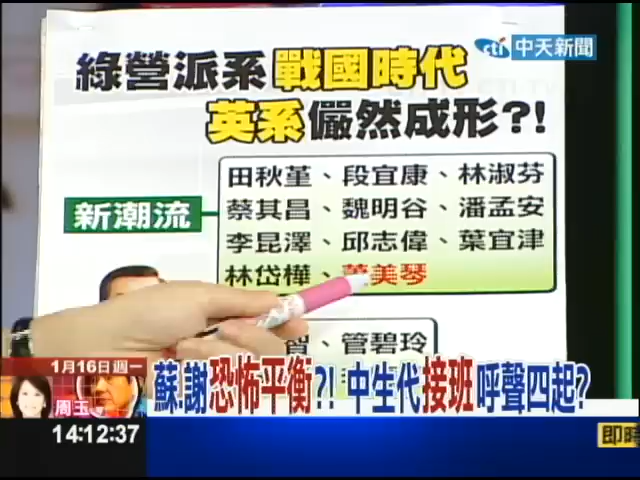 cti 中天新聞
綠營派系戰國時代
英系儼然成形?!
新潮流
田秋堇、段宜康、林淑芬
蔡其昌、魏明谷、潘孟安
李昆澤、邱志偉、葉宜津
林岱樺、蕭美琴
智、管碧玲
1月16日週一
周玉
蘇.謝恐怖平衡?! 中生代接班呼聲四起?
14:12:37
即時